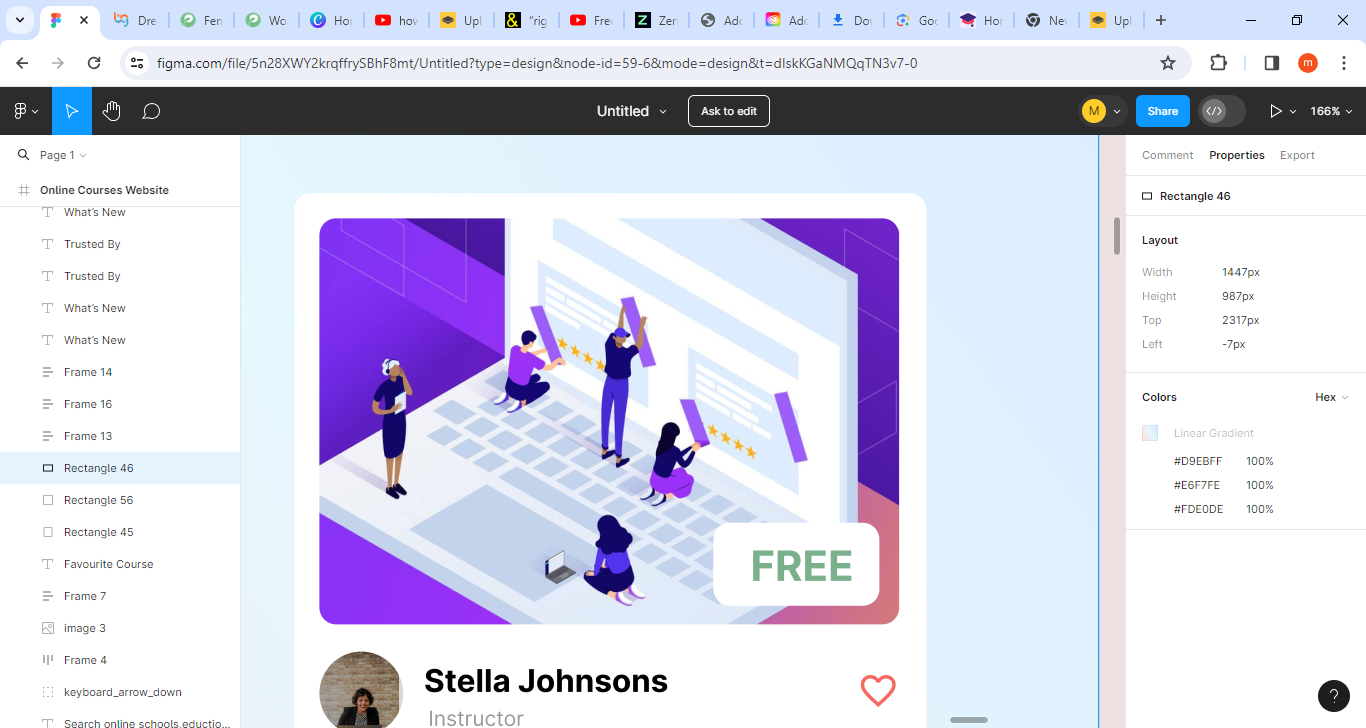 Dre
Fen
Wo
Hor
how
Upl
"rig
Free
Zer
Add
Add
Dov
Goo
Hor
Nev
Upl
figma.com/file/5n28XWY2krqffrySBhF8mt/Untitled?type=design&node-id=59-6&mode=design&t=dIskKGaNMQqTN3v7-0
m
Untitled
Ask to edit
M
Share
166%
Page 1
Online Courses Website
What's New
Trusted By
Trusted By
What's New
What's New
Frame 14
Frame 16
Frame 13
Rectangle 46
Rectangle 56
Rectangle 45
Favourite Course
Frame 7
image 3
Frame 4
keyboard_arrow_down
Search online schools,eductio...
FREE
Stella Johnsons
Instructor
Comment Properties Export
Rectangle 46
Layout
Width 1447px
Height 987px
Top 2317px
Left -7px
Colors Hex
Linear Gradient
#D9EBFF 100%
#E6F7FE 100%
#FDE0DE 100%
?